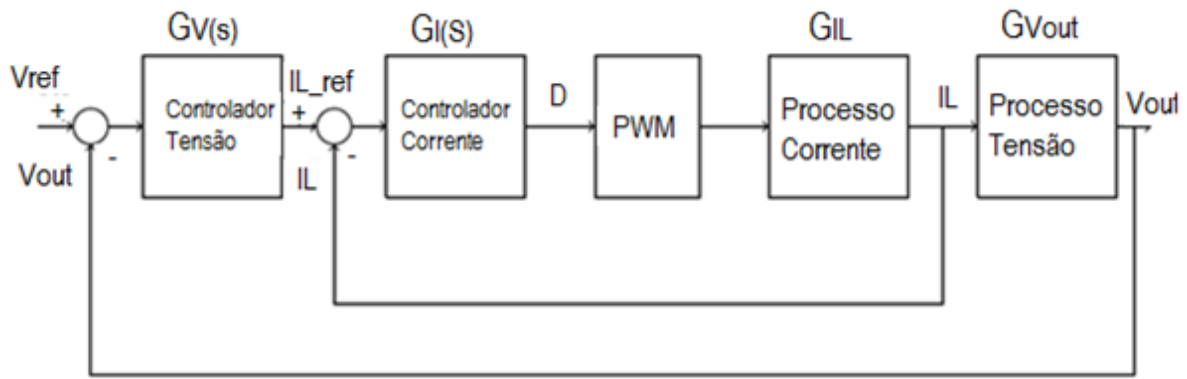 GV(s)
GI(S)
GIL
GVout
Vref
+
-
Vout
Controlador
Tensão
IL_ref
+
-
IL
Controlador
Corrente
D
PWM
Processo
Corrente
IL
Processo
Tensão
Vout